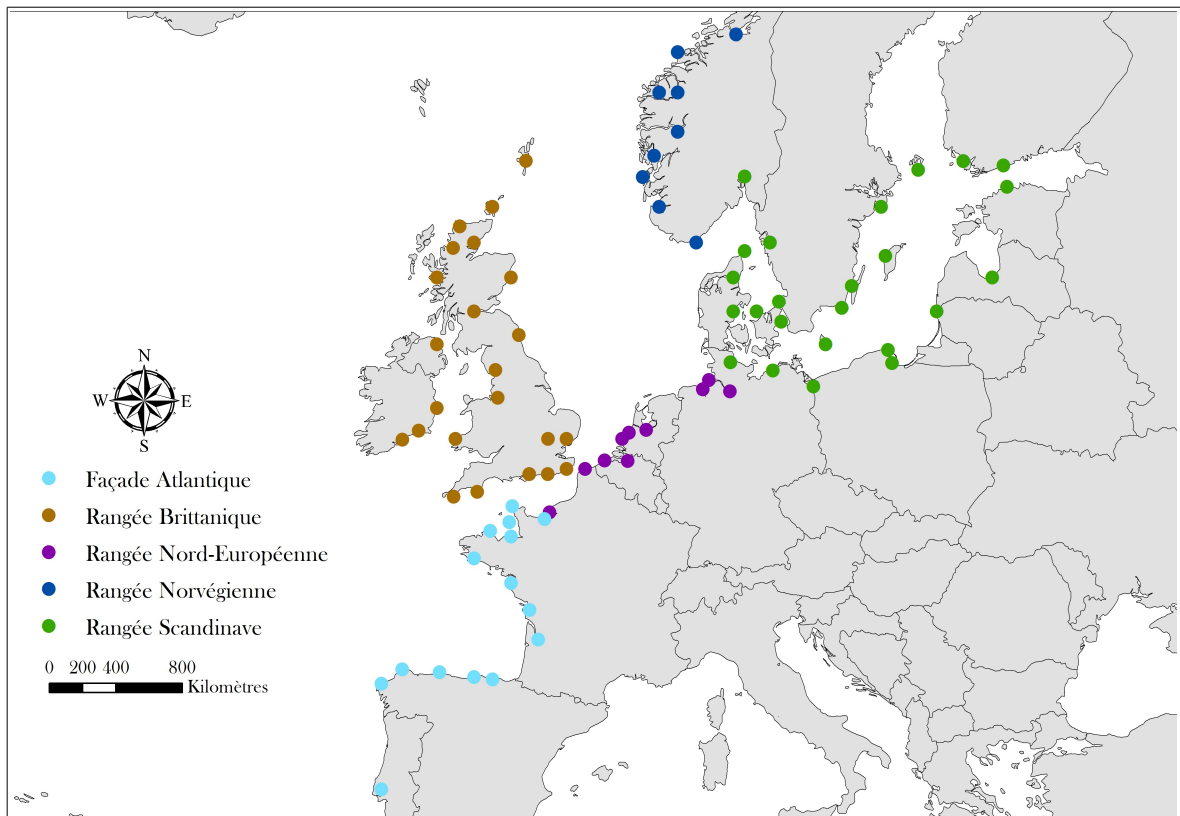 N
W E
S
Façade Atlantique
Rangée Brittanique
Rangée Nord-Européenne
Rangée Norvégienne
Rangée Scandinave
0 200 400 800
Kilomètres